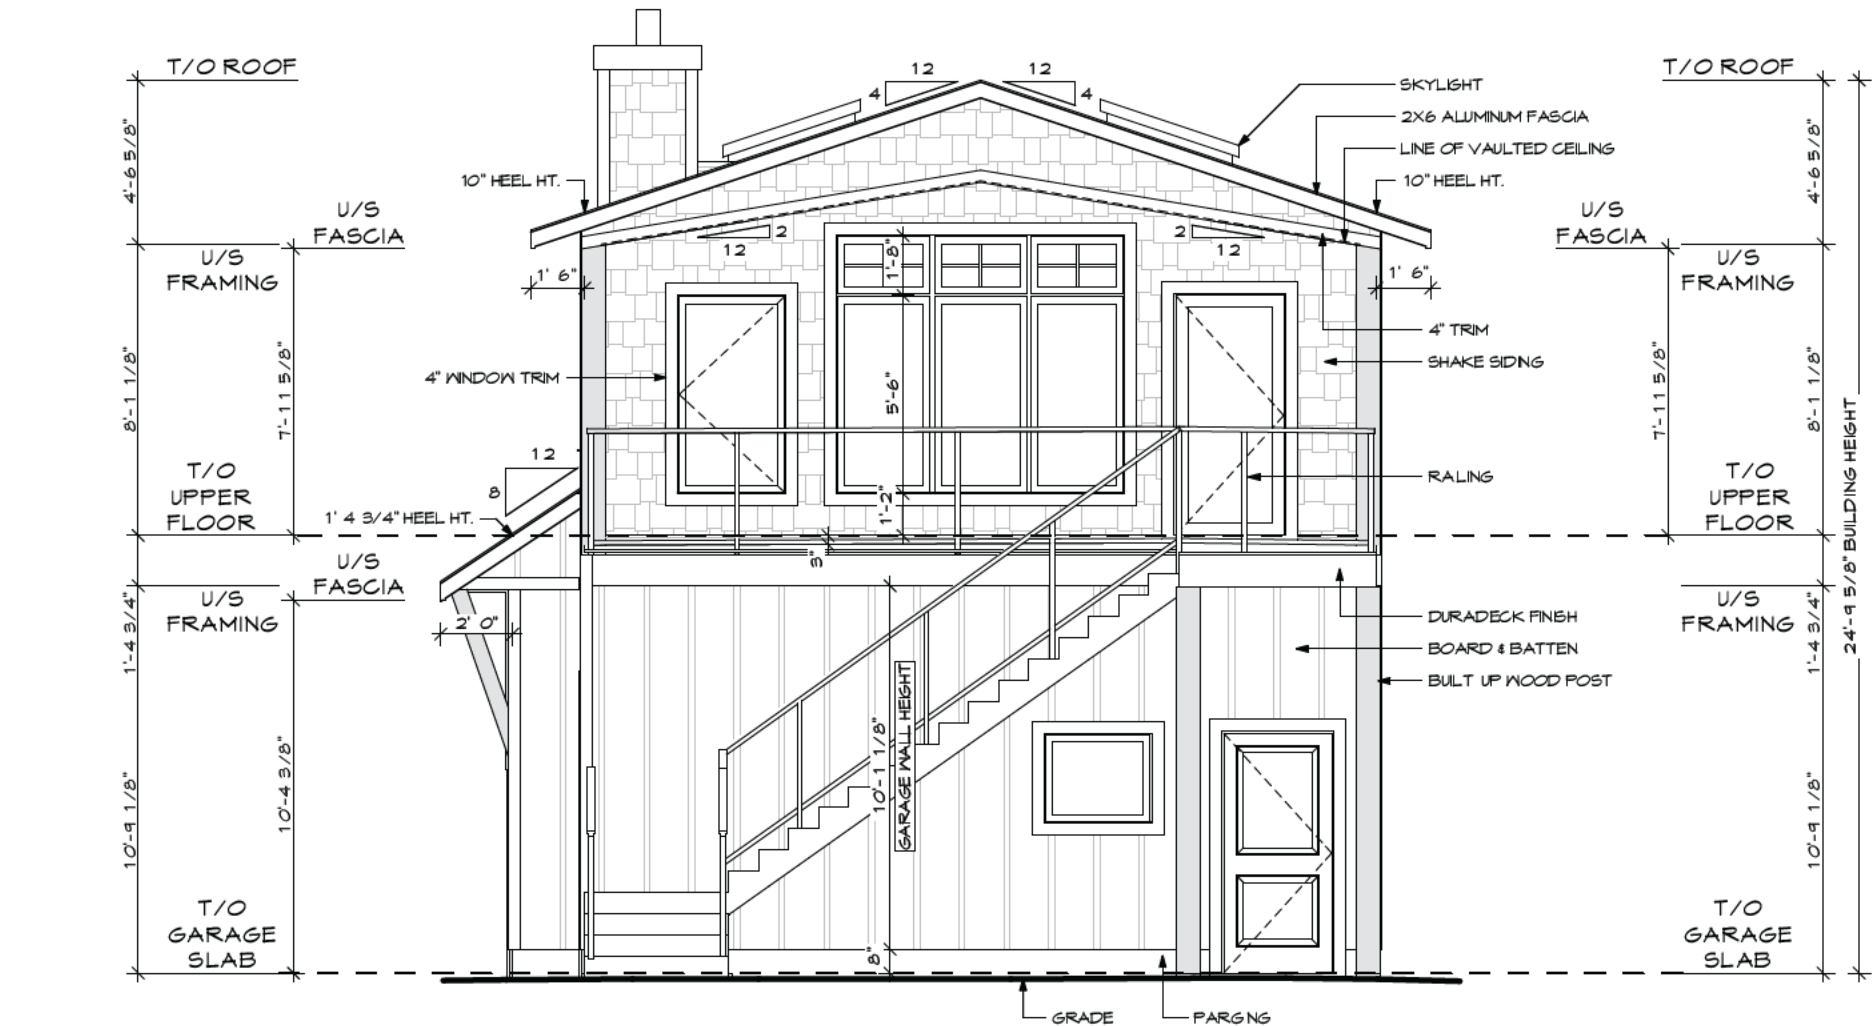 T/O ROOF
4'-6 5/8"
10" HEEL HT.
U/S
FASCIA
U/S
FRAMING
1' 6"
8'-1 1/8"
7'-11 5/8"
4" WINDOW TRIM
12
8
T/O
UPPER
FLOOR
1' 4 3/4" HEEL HT.
U/S
FASCIA
U/S
FRAMING
2' 0"
1'-4 3/4"
10'-4 3/8"
10'-9 1/8"
T/O
GARAGE
SLAB
12
4
12
4
2
12
2
12
1'-8"
5'-6"
1'-2"
3"
10'-1 1/8"
GARAGE WALL HEIGHT
8"
SKYLIGHT
2X6 ALUMINUM FASCIA
LINE OF VAULTED CEILING
10" HEEL HT.
1' 6"
4" TRIM
SHAKE SIDING
RALING
DURADECK FINISH
BOARD & BATTEN
BUILT UP WOOD POST
GRADE
PARGNG
T/O ROOF
4'-6 5/8"
U/S
FASCIA
U/S
FRAMING
7'-11 5/8"
8'-1 1/8"
24'-9 5/8" BUILDING HEIGHT
T/O
UPPER
FLOOR
U/S
FRAMING
1'-4 3/4"
10'-9 1/8"
T/O
GARAGE
SLAB